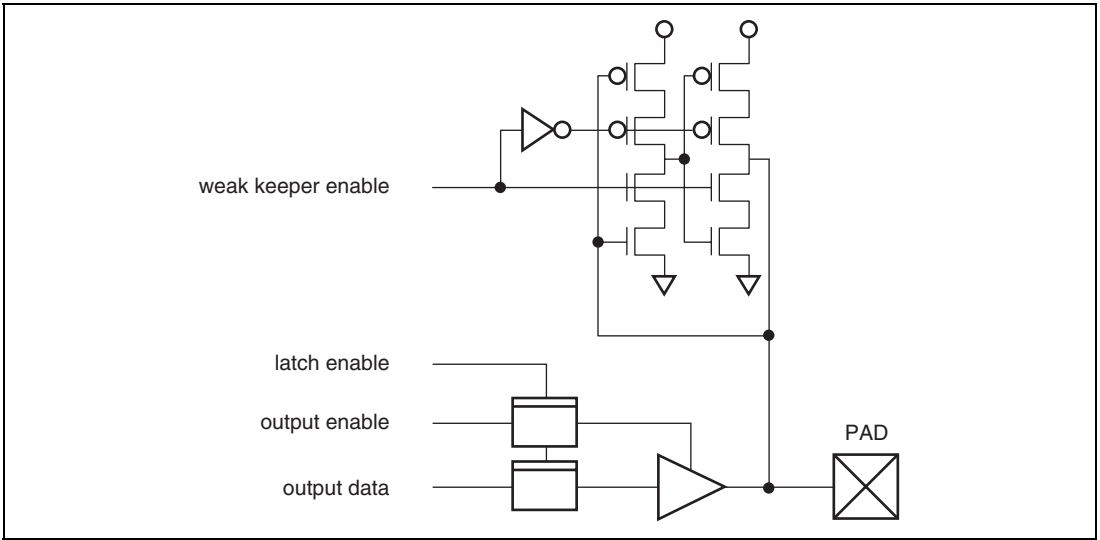 weak keeper enable
latch enable
output enable
PAD
output data